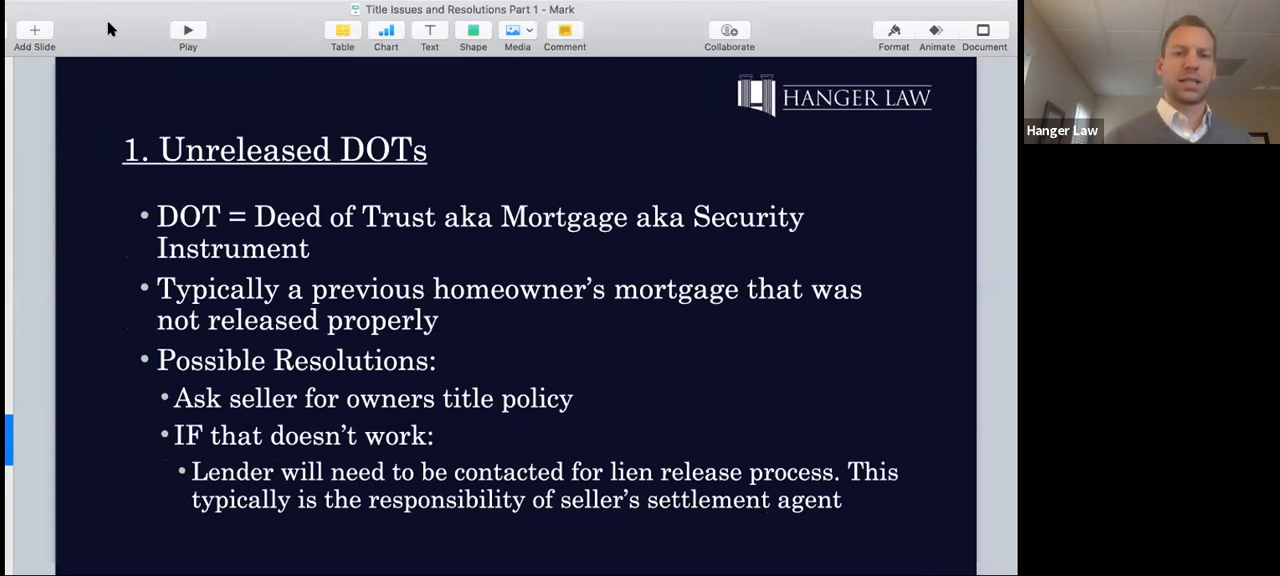 Title Issues and Resolutions Part 1 - Mark
Add Slide
Play
Table
Chart
Text
Shape
Media
Comment
Collaborate
Format
Animate
Document
HANGER LAW
Hanger Law
1. Unreleased DOTs
• DOT = Deed of Trust aka Mortgage aka Security
Instrument
• Typically a previous homeowner's mortgage that was
not released properly
• Possible Resolutions:
• Ask seller for owners title policy
• IF that doesn't work:
• Lender will need to be contacted for lien release process. This
typically is the responsibility of seller's settlement agent